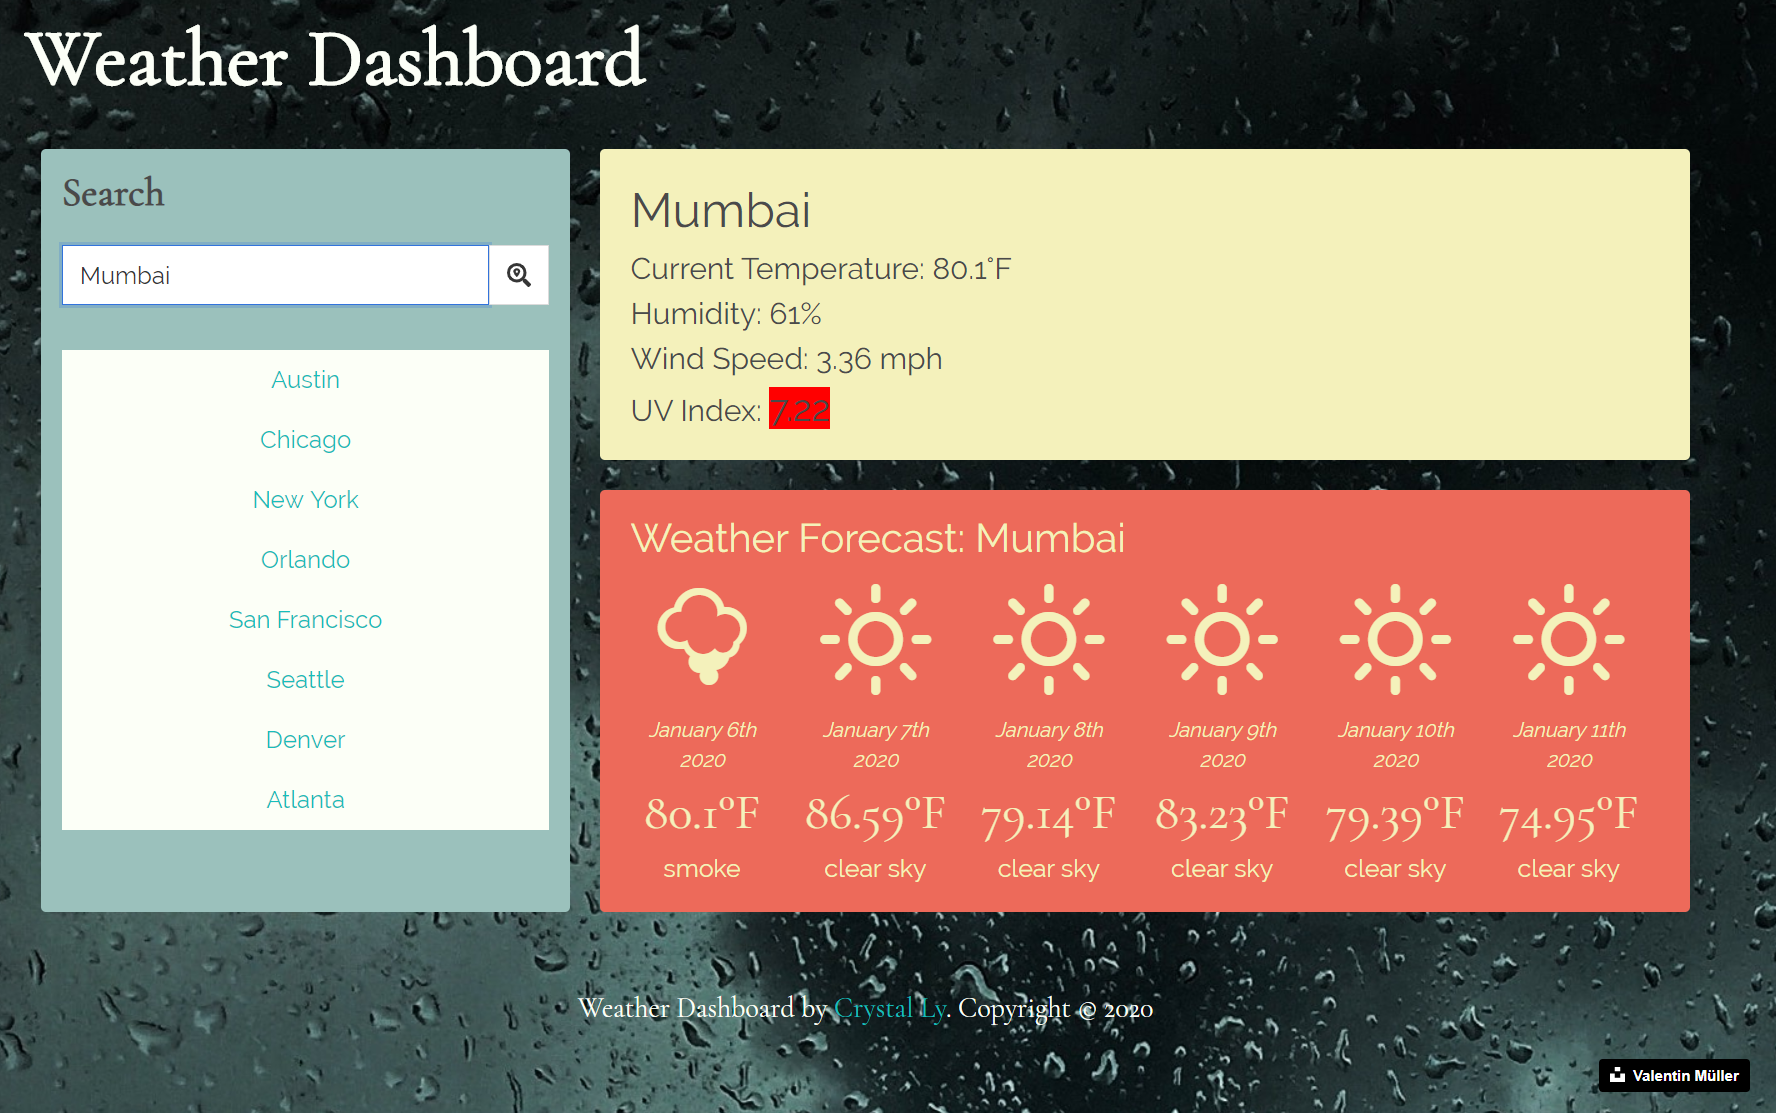 Weather Dashboard
Search
Mumbai
Austin
Chicago
New York
Orlando
San Francisco
Seattle
Denver
Atlanta
Mumbai
Current Temperature: 80.1°F
Humidity: 61%
Wind Speed: 3.36 mph
UV Index: 7.22
Weather Forecast: Mumbai
January 6th
2020
80.1°F
smoke
January 7th
2020
86.59°F
clear sky
January 8th
2020
79.14°F
clear sky
January 9th
2020
83.23°F
clear sky
January 10th
2020
79.39°F
clear sky
January 11th
2020
74.95°F
clear sky
Weather Dashboard by Crystal Ly. Copyright © 2020
Valentin Müller